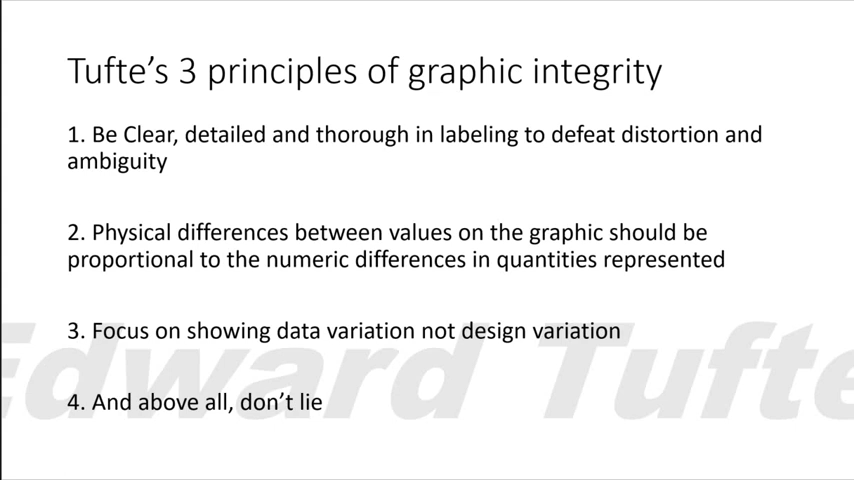 Tufte's 3 principles of graphic integrity
1. Be Clear, detailed and thorough in labeling to defeat distortion and
ambiguity
2. Physical differences between values on the graphic should be
proportional to the numeric differences in quantities represented
3. Focus on showing data variation not design variation
4. And above all, don't lie
Edward Tufte